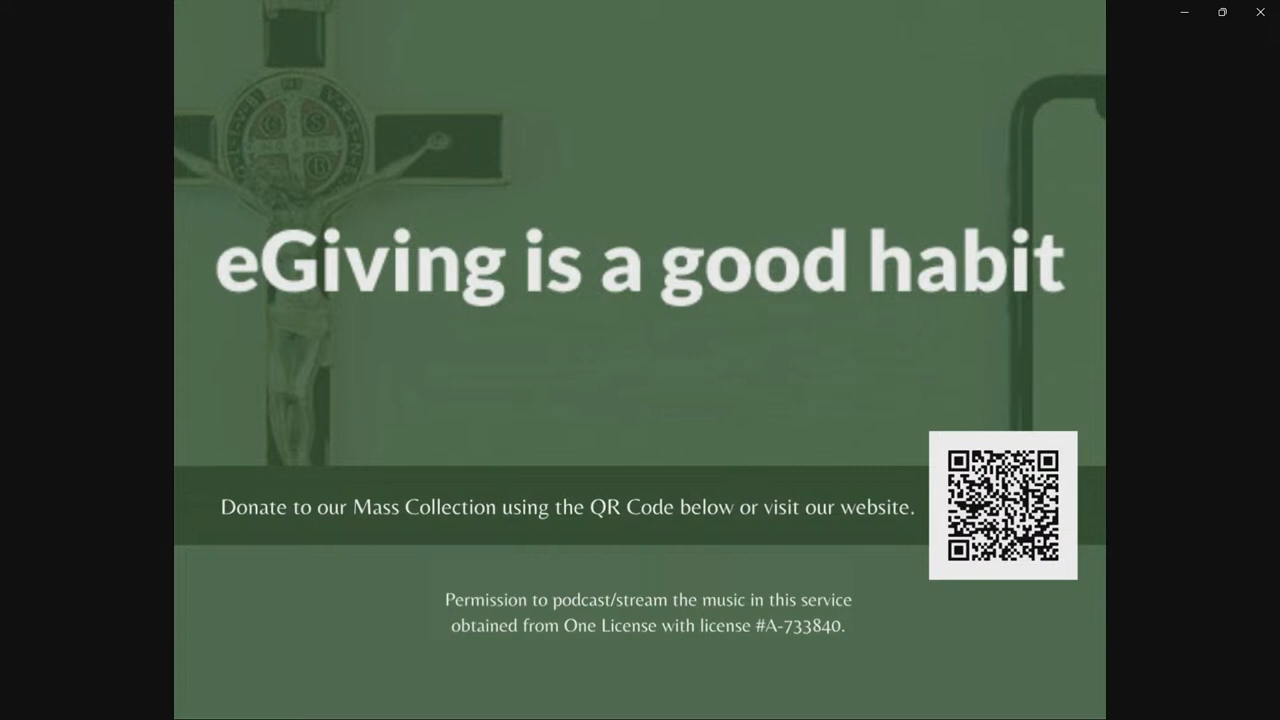 eGiving is a good habit
Donate to our Mass Collection using the QR Code below or visit our website.
Permission to podcast/stream the music in this service
obtained from One License with license #A-733840.